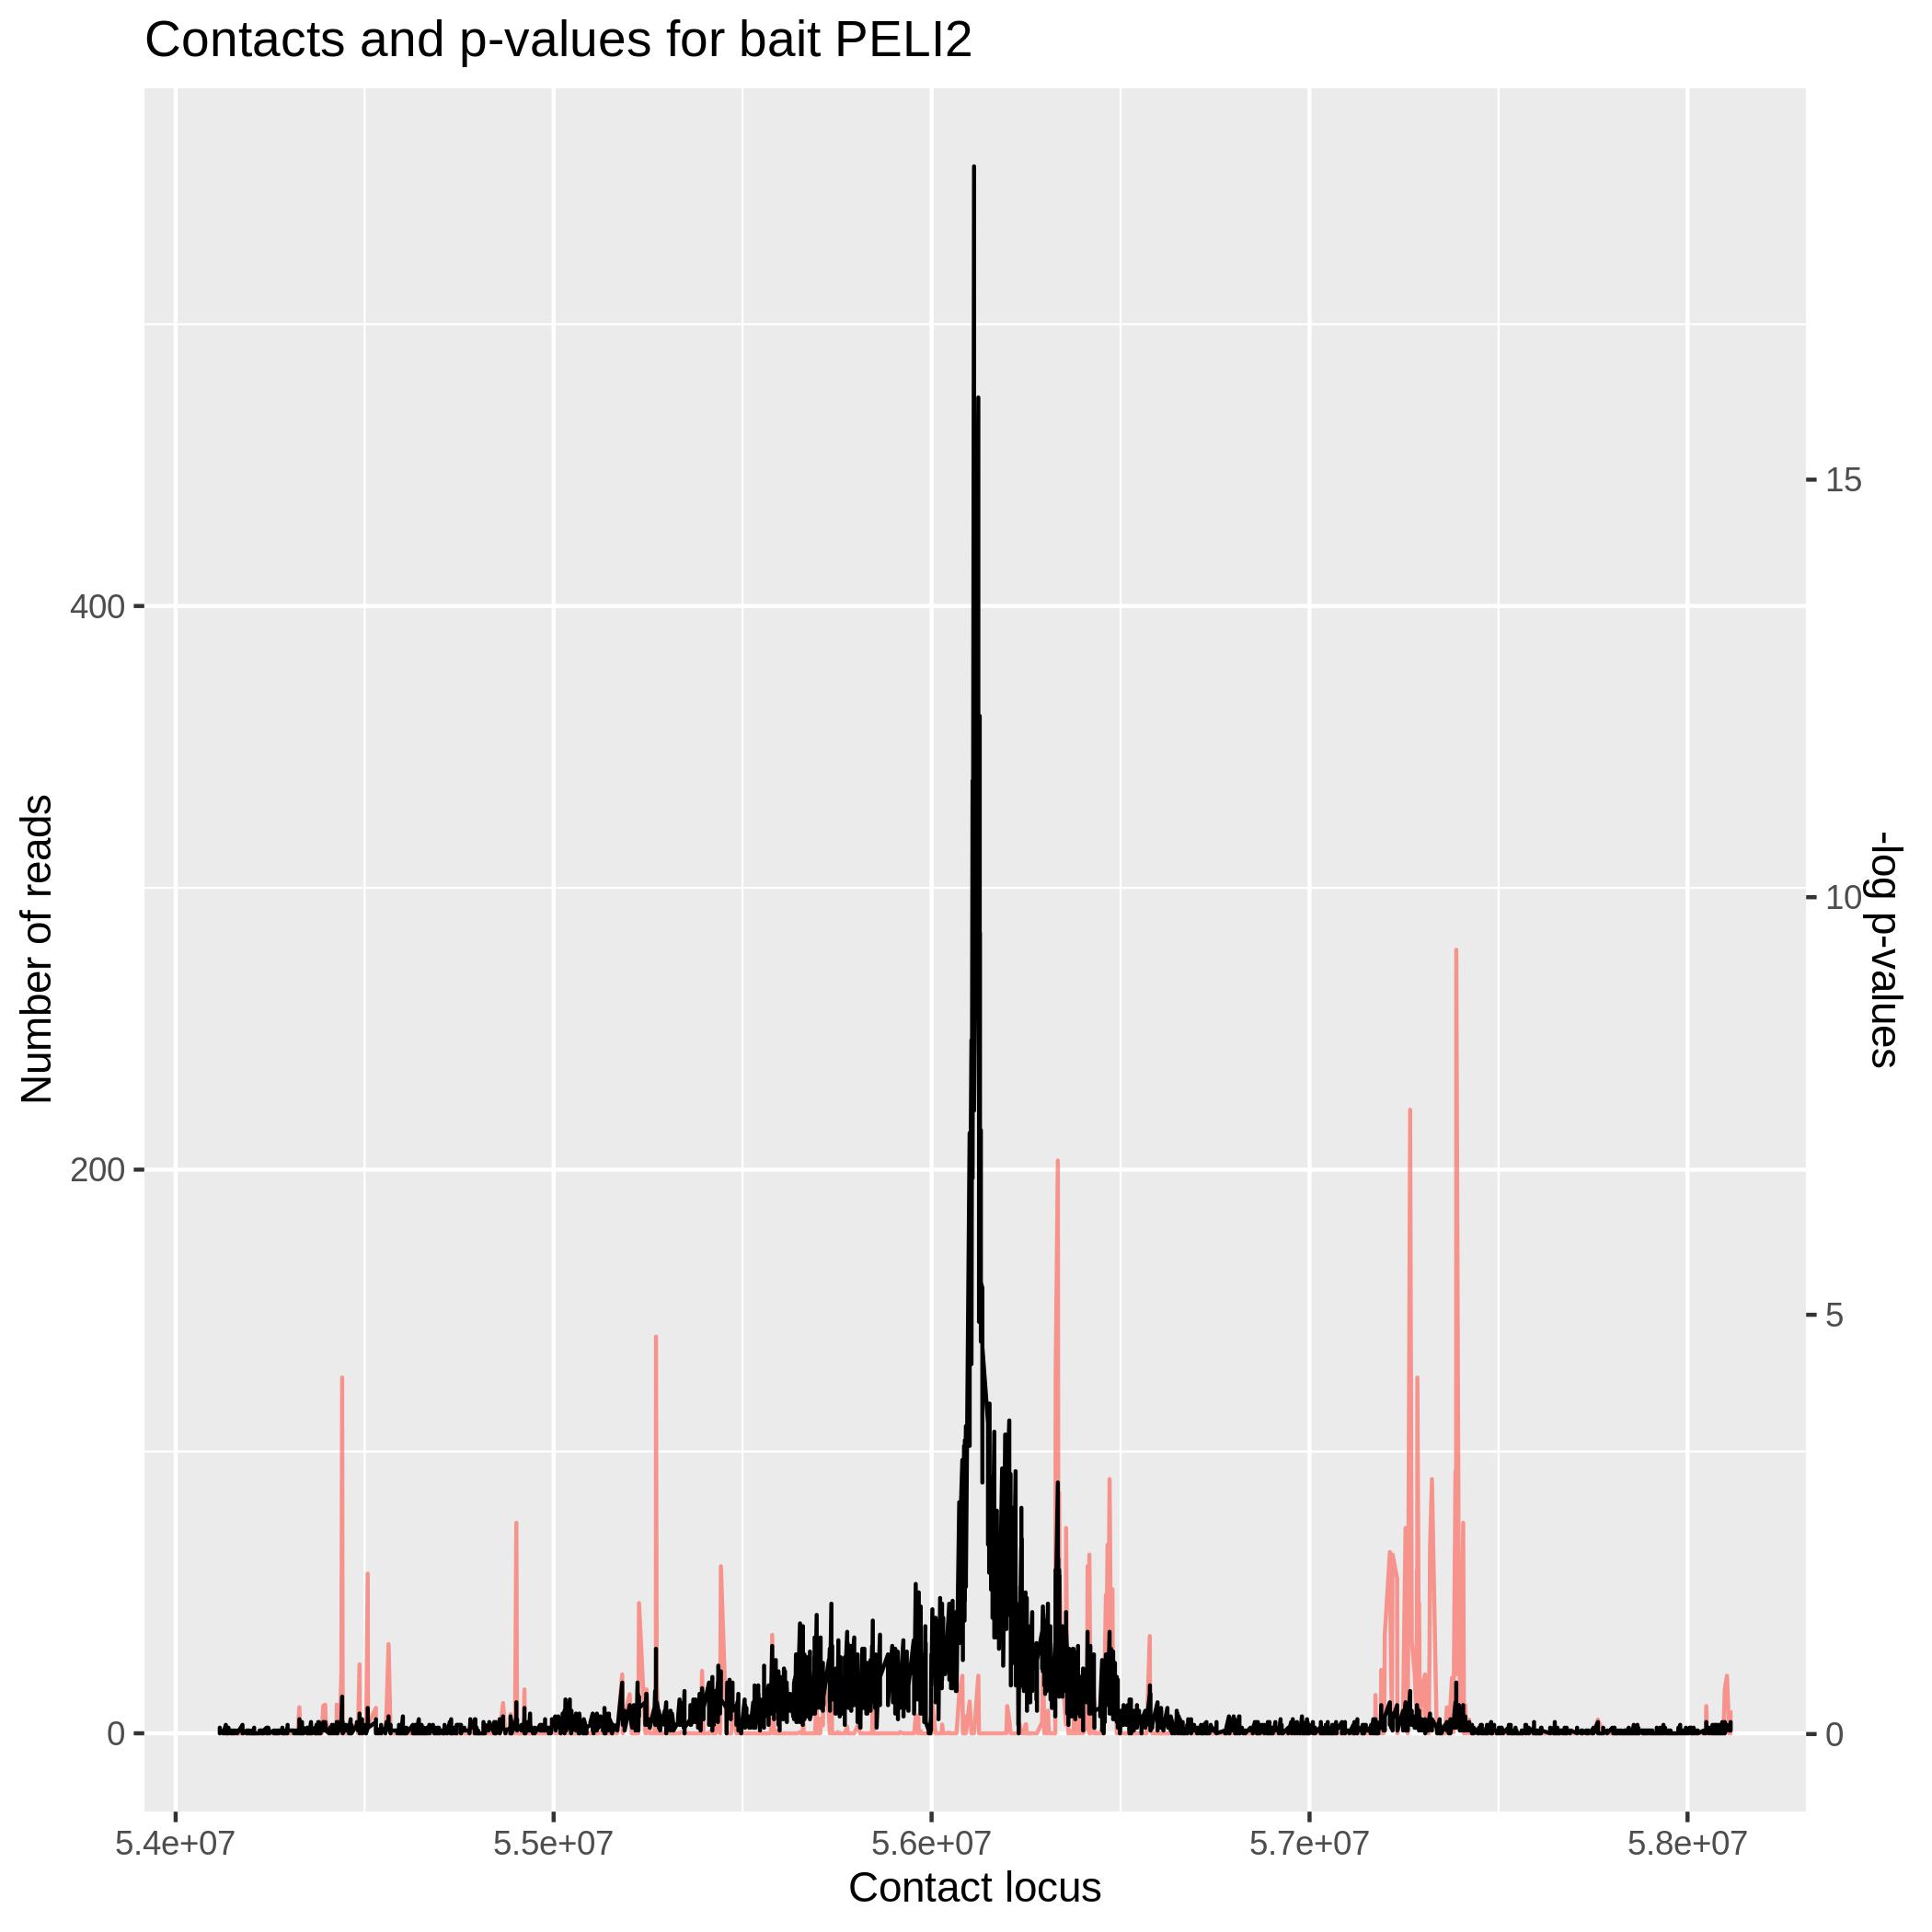 Contacts and p-values for bait PELI2
Number of reads
400
200
0
15
10
5
0
-log p-values
5.4e+07
5.5e+07
5.6e+07
5.7e+07
5.8e+07
Contact locus